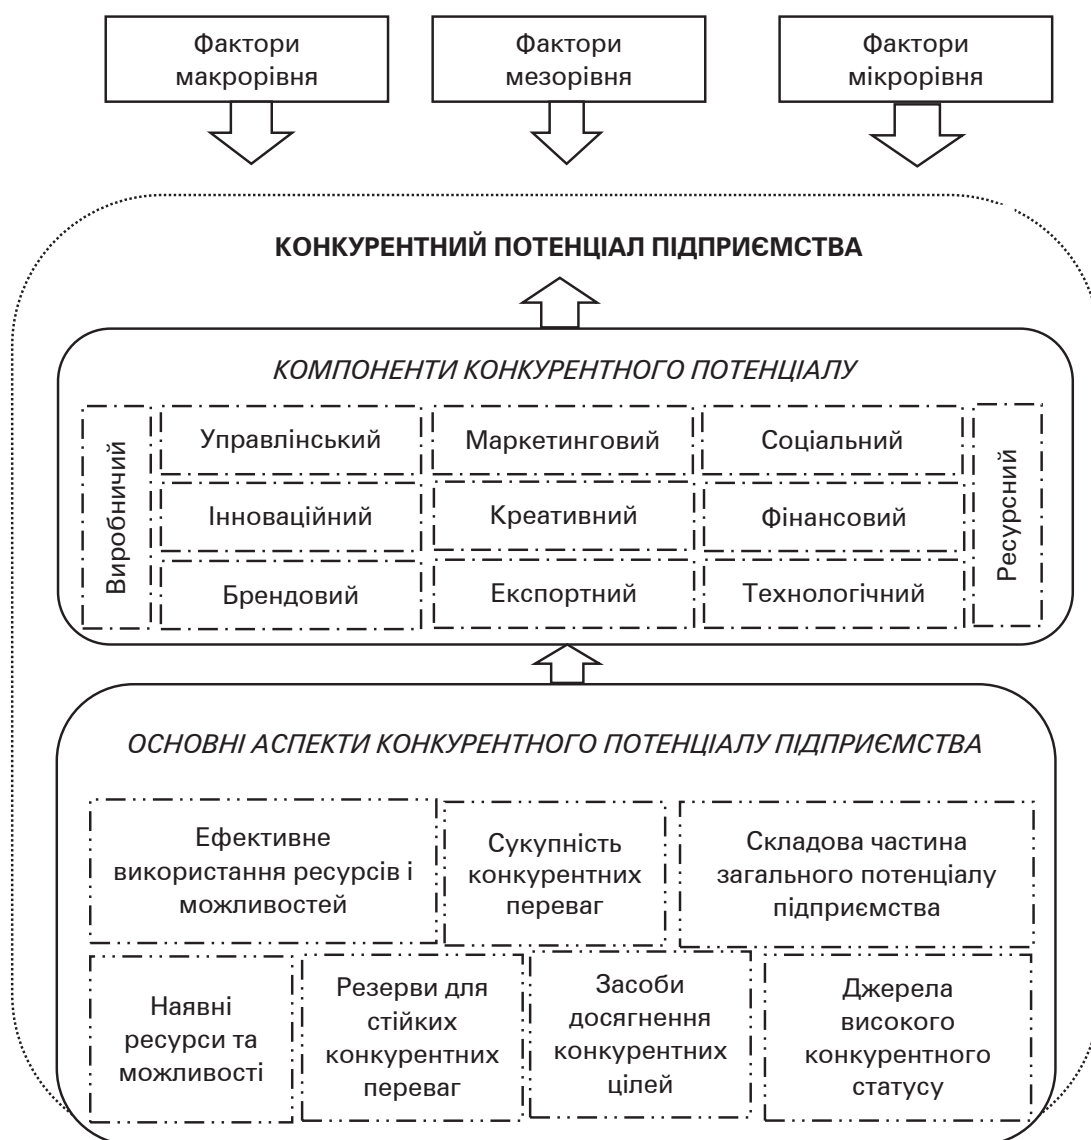 Фактори
макрорівня
Фактори
мезорівня
Фактори
мікрорівня
КОНКУРЕНТНИЙ ПОТЕНЦІАЛ ПІДПРИЄМСТВА
КОМПОНЕНТИ КОНКУРЕНТНОГО ПОТЕНЦІАЛУ
Виробничий
Управлінський
Маркетинговий
Соціальний
Інноваційний
Креативний
Фінансовий
Брендовий
Експортний
Технологічний
Ресурсний
ОСНОВНІ АСПЕКТИ КОНКУРЕНТНОГО ПОТЕНЦІАЛУ ПІДПРИЄМСТВА
Ефективне
використання ресурсів і
можливостей
Сукупність
конкурентних
переваг
Складова частина
загального потенціалу
підприємства
Наявні
ресурси та
можливості
Резерви для
стійких
конкурентних
переваг
Засоби
досягнення
конкурентних
цілей
Джерела
високого
конкурентного
статусу